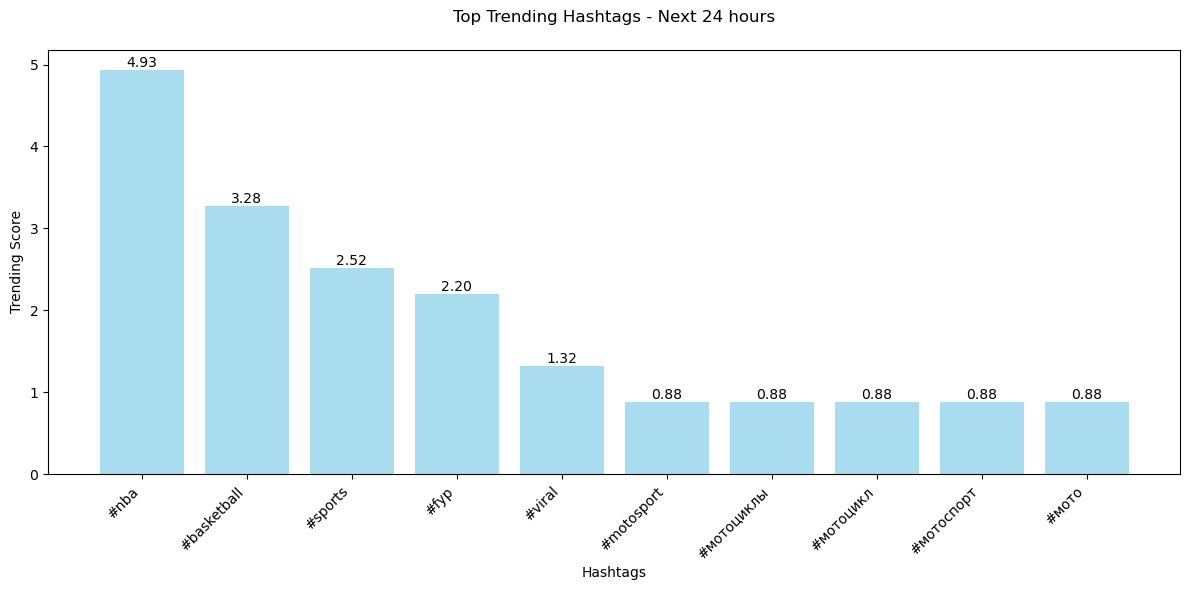 Top Trending Hashtags - Next 24 hours
Trending Score
5
4
3
2
1
0
4.93
3.28
2.52
2.20
1.32
0.88
0.88
0.88
0.88
0.88
#nba
#basketball
#sports
#fyp
#viral
#motosport
#мотоциклы
#мотоцикл
#мотоспорт
#мото
Hashtags